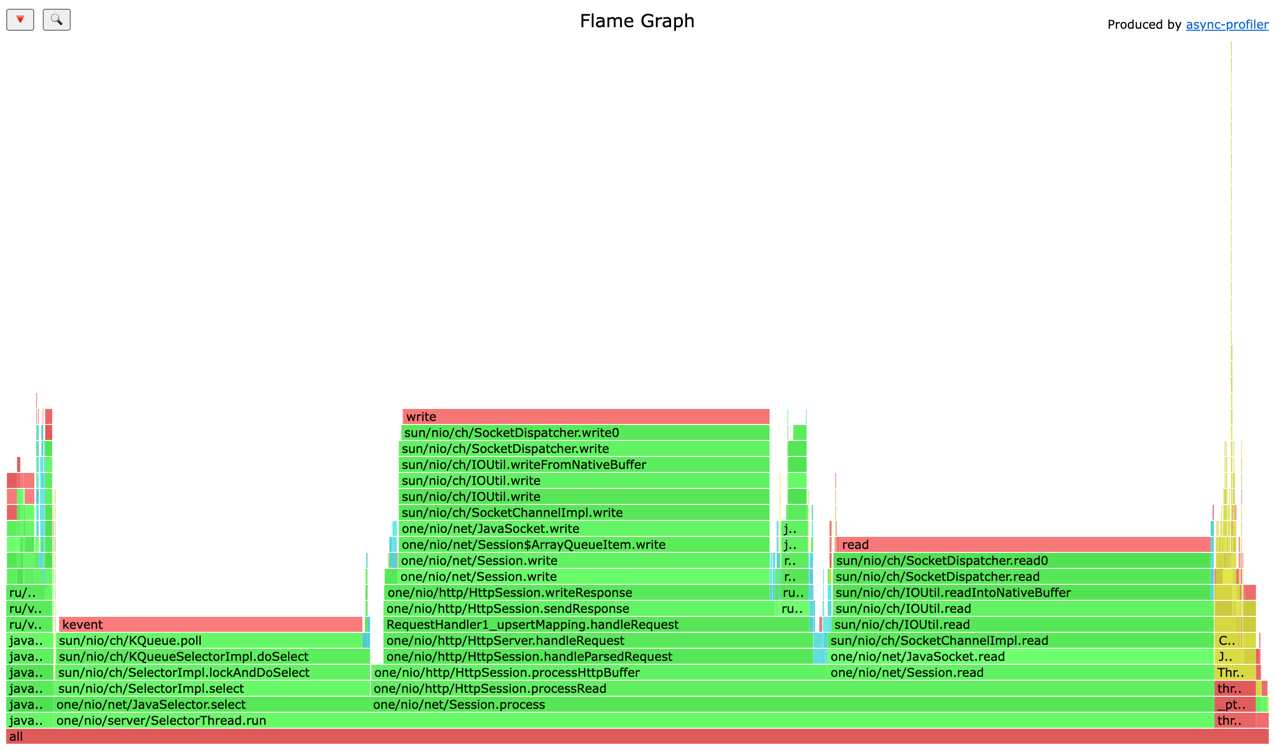 Flame Graph
Produced by async-profiler
write
sun/nio/ch/SocketDispatcher.write0
sun/nio/ch/SocketDispatcher.write
sun/nio/ch/IOUtil.writeFromNativeBuffer
sun/nio/ch/IOUtil.write
sun/nio/ch/IOUtil.write
sun/nio/ch/SocketChannelImpl.write
one/nio/net/JavaSocket.write j..
one/nio/net/Session$ArrayQueueItem.write j.. read
one/nio/net/Session.write r.. sun/nio/ch/SocketDispatcher.read0
one/nio/net/Session.write r.. sun/nio/ch/SocketDispatcher.read
ru/.. one/nio/http/HttpSession.writeResponse ru.. sun/nio/ch/IOUtil.readIntoNativeBuffer
ru/v.. one/nio/http/HttpSession.sendResponse ru.. sun/nio/ch/IOUtil.read
ru/v.. kevent RequestHandler1_upsertMapping.handleRequest sun/nio/ch/IOUtil.read
java.. sun/nio/ch/KQueue.poll one/nio/http/HttpServer.handleRequest sun/nio/ch/SocketChannelImpl.read C..
java.. sun/nio/ch/KQueueSelectorImpl.doSelect one/nio/http/HttpSession.handleParsedRequest one/nio/net/JavaSocket.read J..
java.. sun/nio/ch/SelectorImpl.lockAndDoSelect one/nio/http/HttpSession.processHttpBuffer one/nio/net/Session.read Thr..
java.. sun/nio/ch/SelectorImpl.select one/nio/http/HttpSession.processRead thr..
java.. one/nio/net/JavaSelector.select one/nio/net/Session.process _pt..
java.. one/nio/server/SelectorThread.run thr..
all